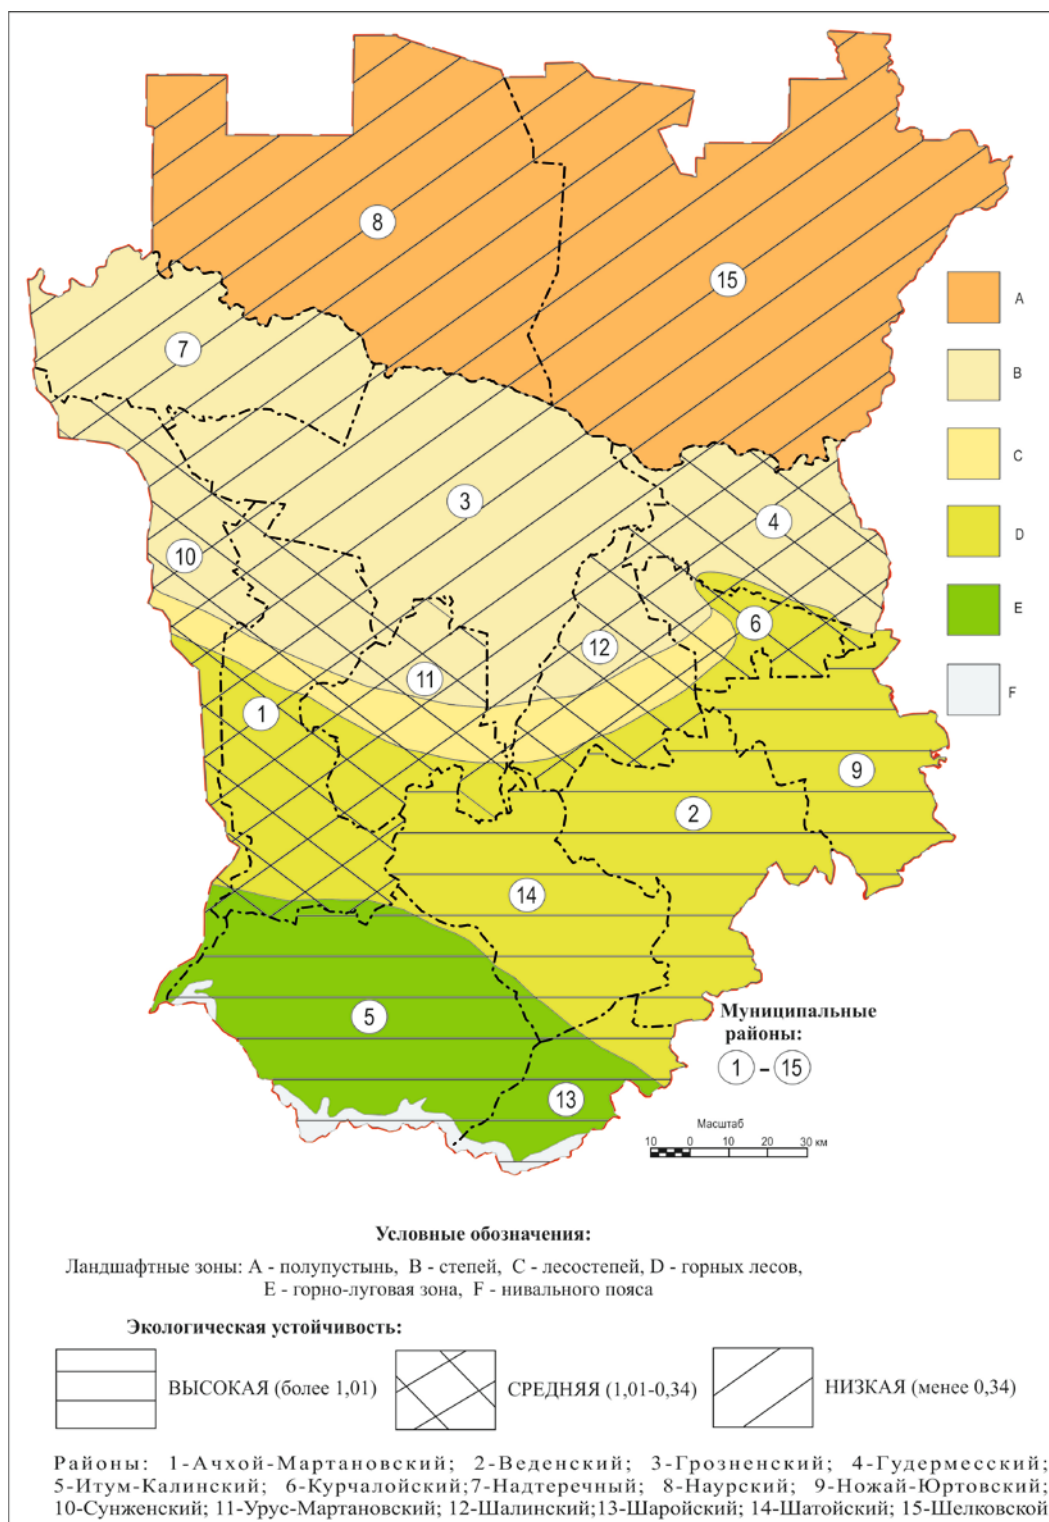 8
15
7
A
B
C
D
E
F
3
4
10
6
12
11
1
9
2
14
5
13
Муниципальные
районы:
1 – 15
Масштаб
10 0 10 20 30 км
Условные обозначения:
Ландшафтные зоны: A - полупустынь, B - степей, C - лесостепей, D - горных лесов,
E - горно-луговая зона, F - нивального пояса
Экологическая устойчивость:
ВЫСОКАЯ (более 1,01)
СРЕДНЯЯ (1,01-0,34)
НИЗКАЯ (менее 0,34)
Районы: 1-Ачхой-Мартановский; 2-Веденский; 3-Грозненский; 4-Гудермесский;
5-Итум-Калинский; 6-Курчалойский;7-Надтеречный; 8-Наурский; 9-Ножай-Юртовский;
10-Сунженский; 11-Урус-Мартановский; 12-Шалинский;13-Шаройский; 14-Шатойский; 15-Шелковской